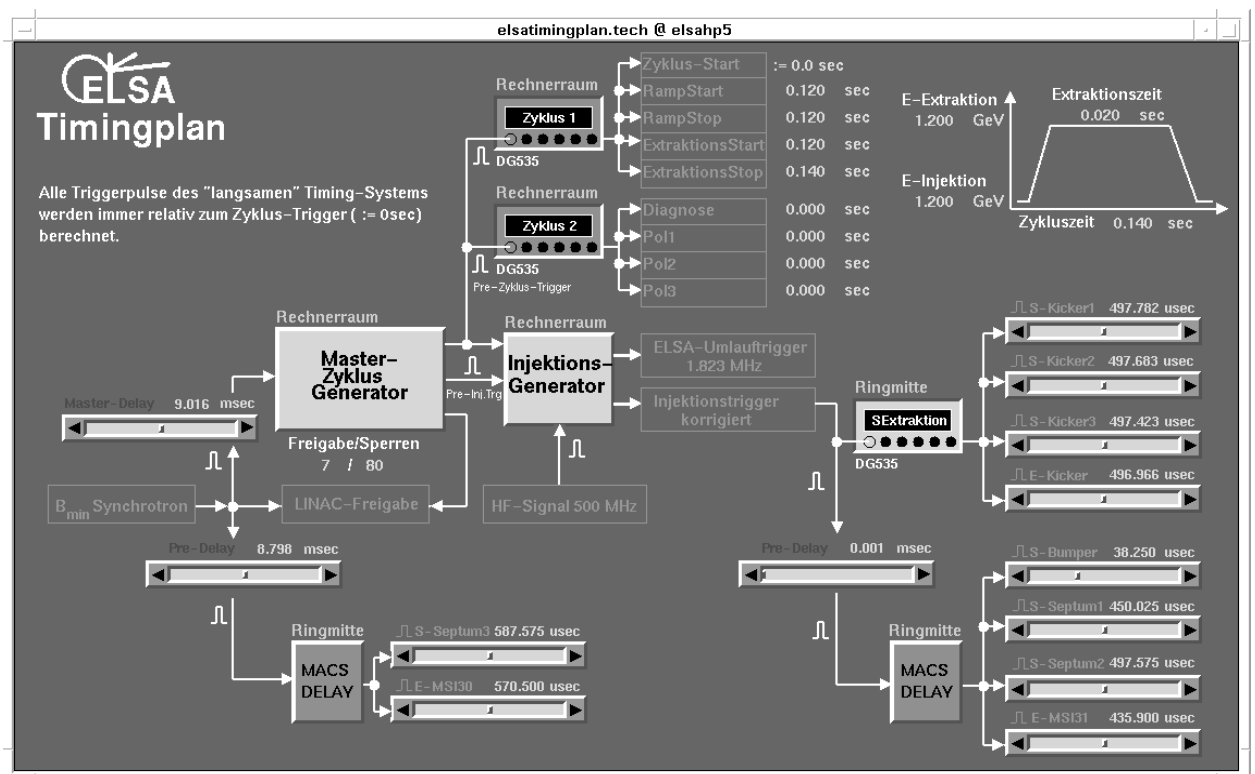 elsatimingplan.tech @ elsahp5
ELSA
Timingplan
Alle Triggerpulse des "langsamen" Timing-Systems
werden immer relativ zum Zyklus-Trigger ( := 0sec)
berechnet.
Rechnerraum
Zyklus 1
DG535
Zyklus-Start := 0.0 sec
RampStart 0.120 sec
RampStop 0.120 sec
ExtraktionsStart 0.120 sec
ExtraktionsStop 0.140 sec
E-Extraktion
1.200 GeV
Extraktionszeit
0.020 sec
E-Injektion
1.200 GeV
Zykluszeit 0.140 sec
Rechnerraum
Zyklus 2
DG535
Pre-Zyklus-Trigger
Diagnose 0.000 sec
Pol1 0.000 sec
Pol2 0.000 sec
Pol3 0.000 sec
Rechnerraum
Master-
Zyklus
Generator
Freigabe/Sperren
7 / 80
Pre-Inj.Trg
Rechnerraum
Injektions-
Generator
ELSA-Umlauftrigger
1.823 MHz
Injektionstrigger
korrigiert
HF-Signal 500 MHz
Master-Delay 9.016 msec
Bmin Synchrotron
LINAC-Freigabe
Pre-Delay 8.798 msec
Ringmitte
MACS
DELAY
S-Septum3 587.575 usec
E-MSI30 570.500 usec
Ringmitte
SExtraktion
DG535
S-Kicker1 497.782 usec
S-Kicker2 497.683 usec
S-Kicker3 497.423 usec
E-Kicker 496.966 usec
Pre-Delay 0.001 msec
Ringmitte
MACS
DELAY
S-Bumper 38.250 usec
S-Septum1 450.025 usec
S-Septum2 497.575 usec
E-MSI31 435.900 usec